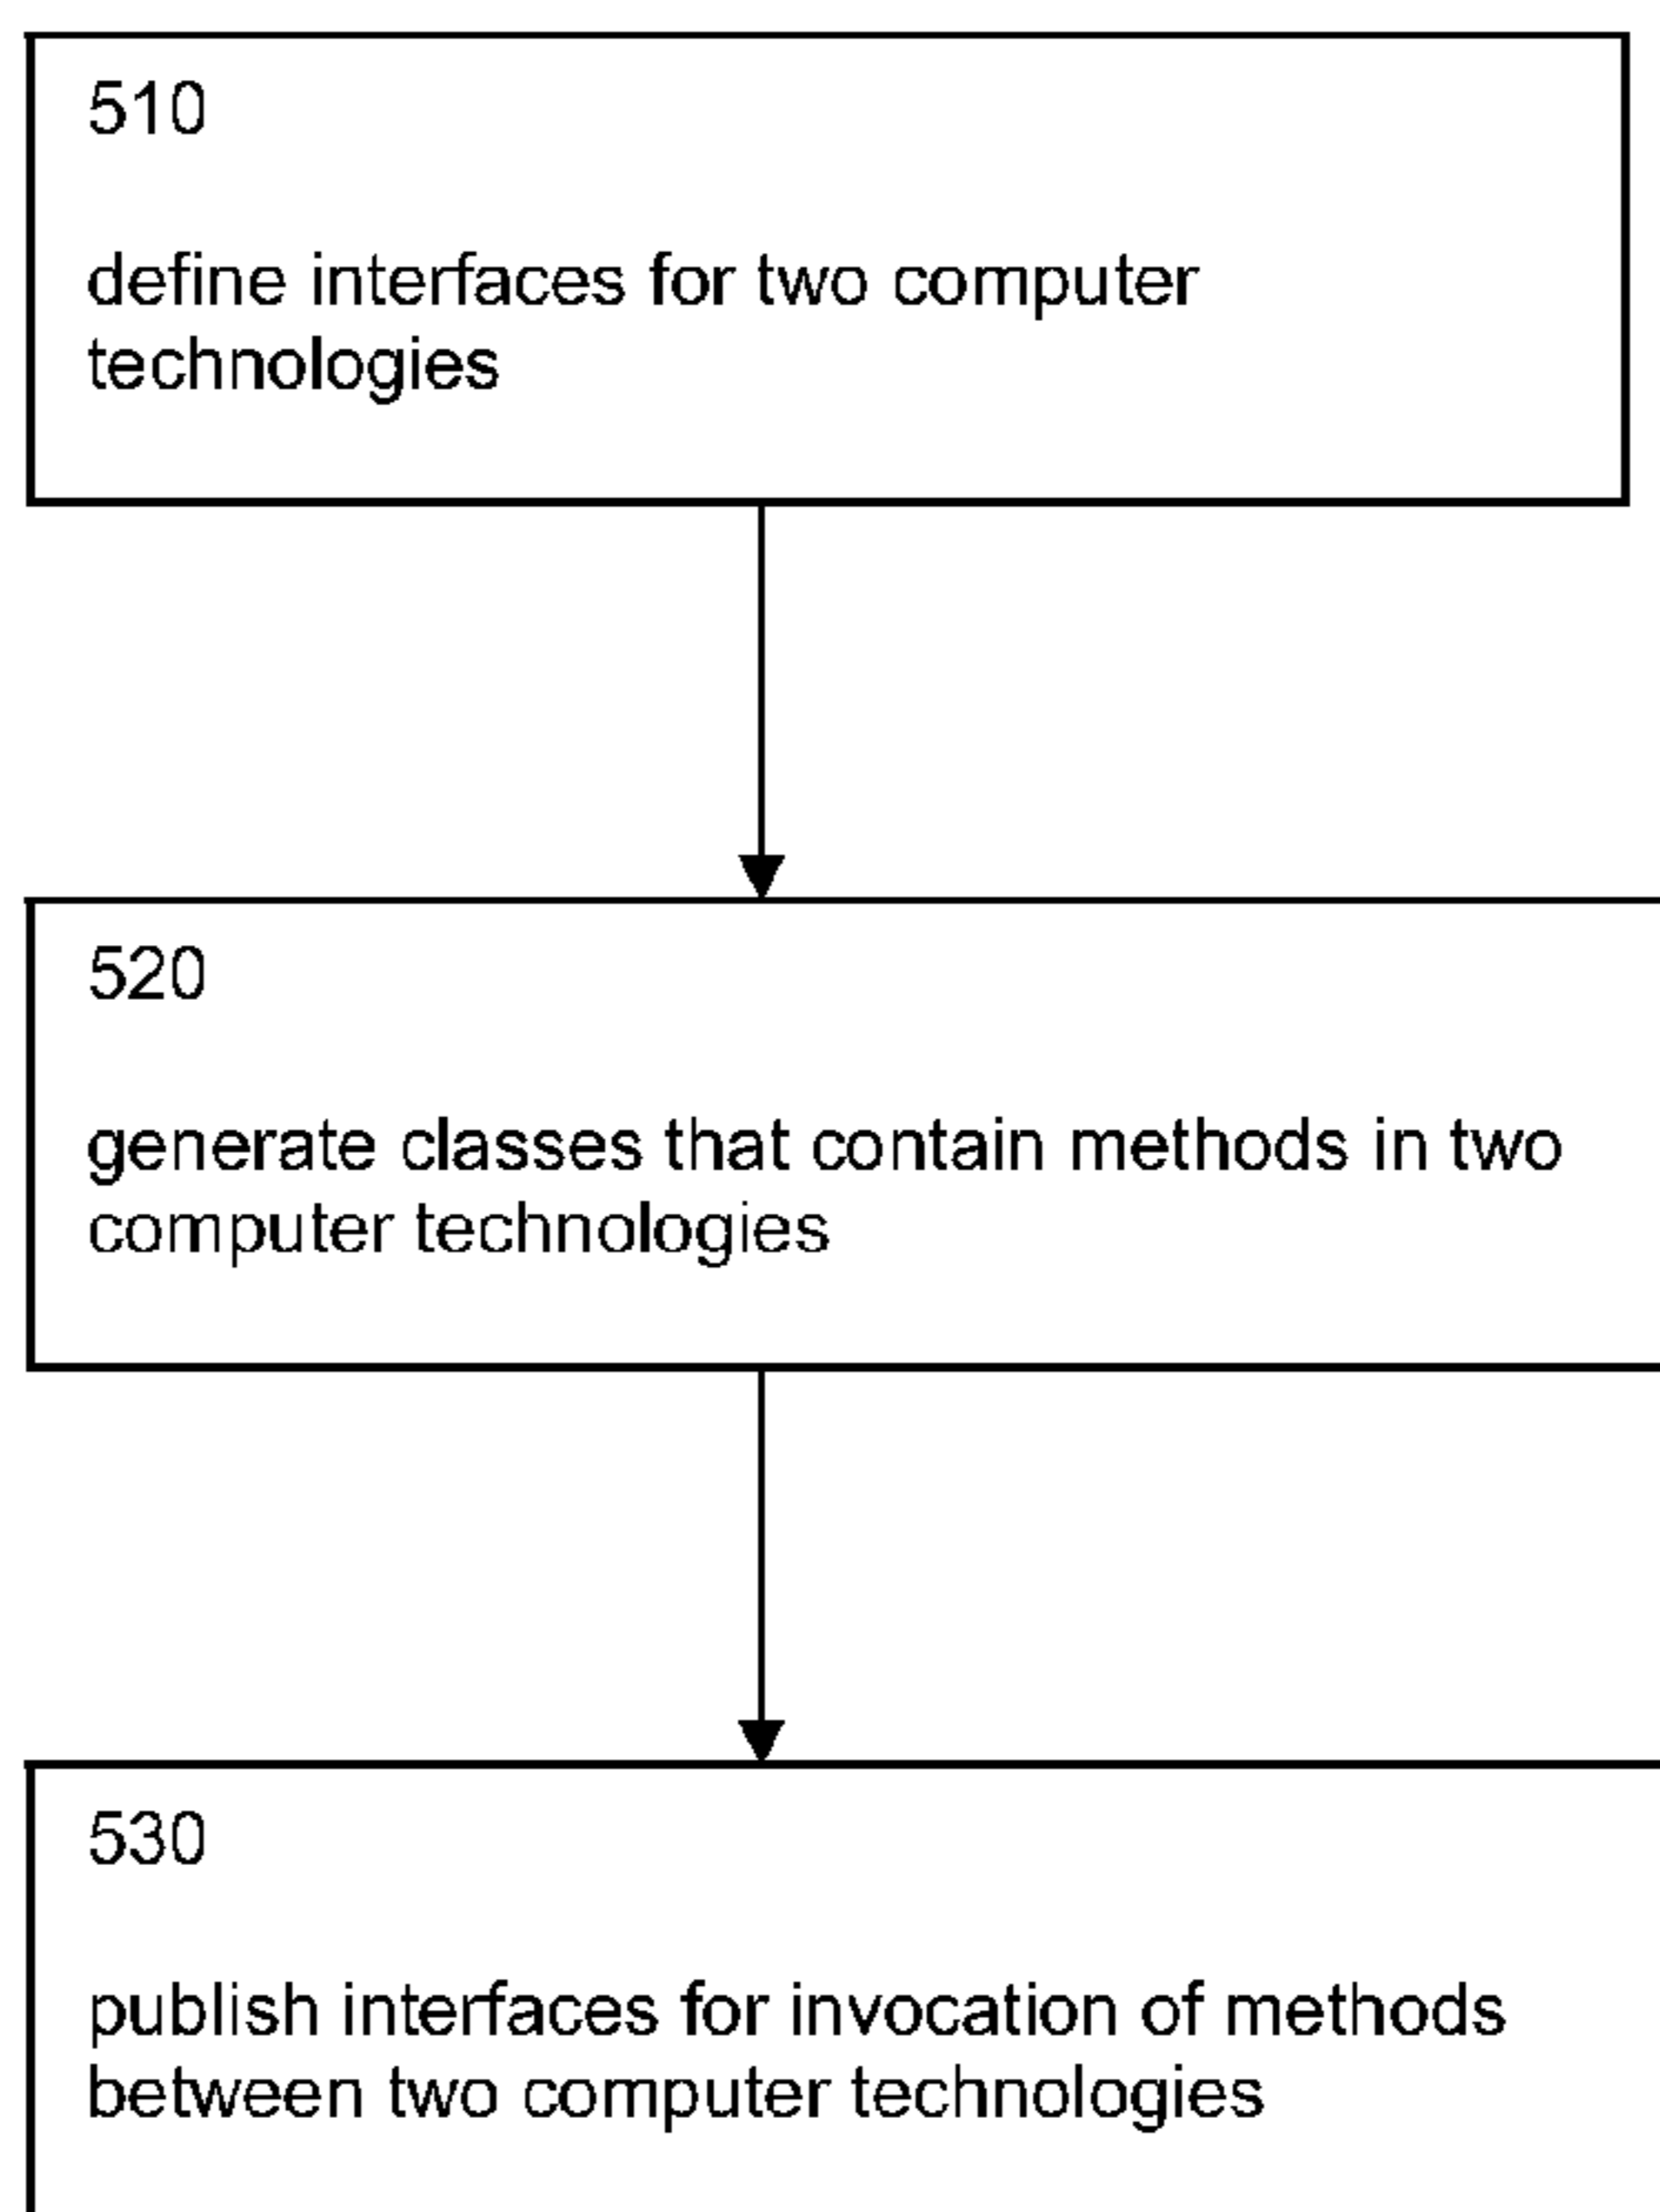 510
define interfaces for two computer
technologies
520
generate classes that contain methods in two
computer technologies
530
publish interfaces for invocation of methods
between two computer technologies